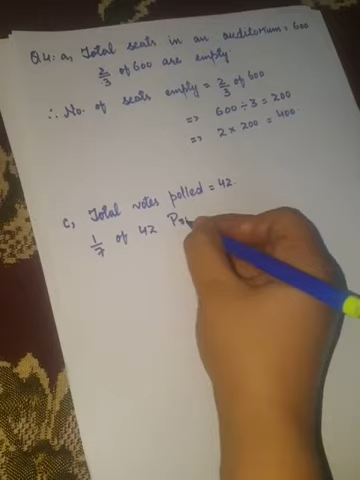 Q4: a, Total seats in an auditorium = 600
2/3 of 600 are empty.
∴ No. of seats empty = 2/3 of 600
=> 600 ÷ 3 = 200
=> 2 × 200 = 400.
c, Total votes polled = 42.
1/7 of 42